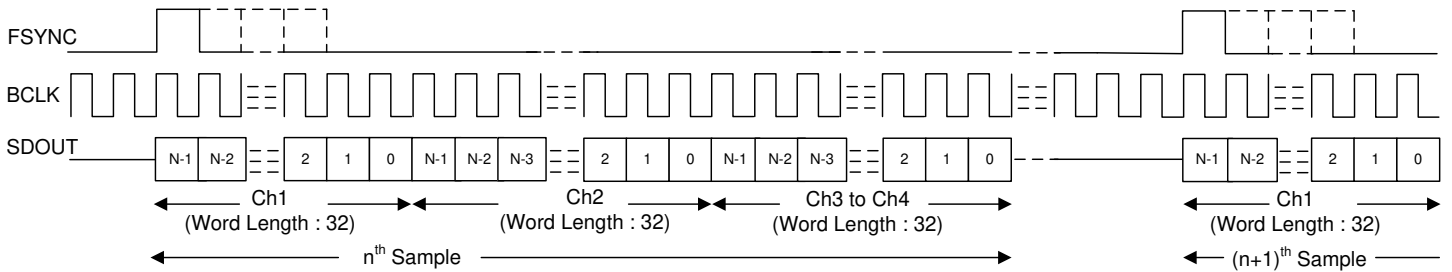 FSYNC
BCLK
SDOUT
N-1 N-2 2 1 0 N-1 N-2 N-3 2 1 0 N-1 N-2 N-3 2 1 0 N-1 N-2 2 1 0
Ch1 Ch2 Ch3 to Ch4 Ch1
(Word Length : 32) (Word Length : 32) (Word Length : 32) (Word Length : 32)
nth Sample (n+1)th Sample